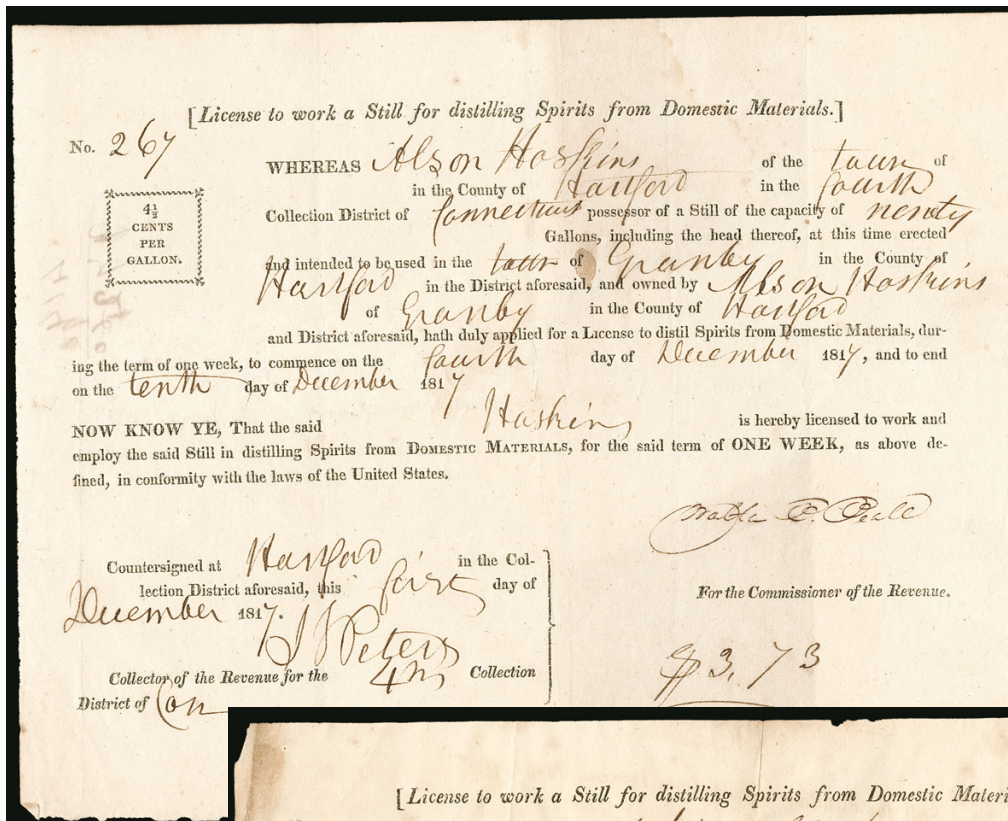 [License to work a Still for distilling Spirits from Domestic Materials.]
No. 267
WHEREAS Alson Hoskins of the town of
in the County of Hartford in the fourth
Collection District of Connecticut possessor of a Still of the capacity of
Gallons, including the head thereof, at this time erected
and intended to be used in the town of Granby in the County of
Hartford in the District aforesaid, and owned by Alson Hoskins
of Granby in the County of Hartford
and District aforesaid, hath duly applied for a License to distil Spirits from Domestic Materials, dur-
ing the term of one week, to commence on the fourth day of December 1817, and to end
on the tenth day of December 1817
4½
CENTS
PER
GALLON.
NOW KNOW YE, That the said Hoskins is hereby licensed to work and
employ the said Still in distilling Spirits from DOMESTIC MATERIALS, for the said term of ONE WEEK, as above de-
fined, in conformity with the laws of the United States.
Countersigned at Hartford in the Col-
lection District aforesaid, this first day of
December 1817.
Peters
Collector of the Revenue for the 4th Collection
District of Con
For the Commissioner of the Revenue.
$3,73
[License to work a Still for distilling Spirits from Domestic Materi